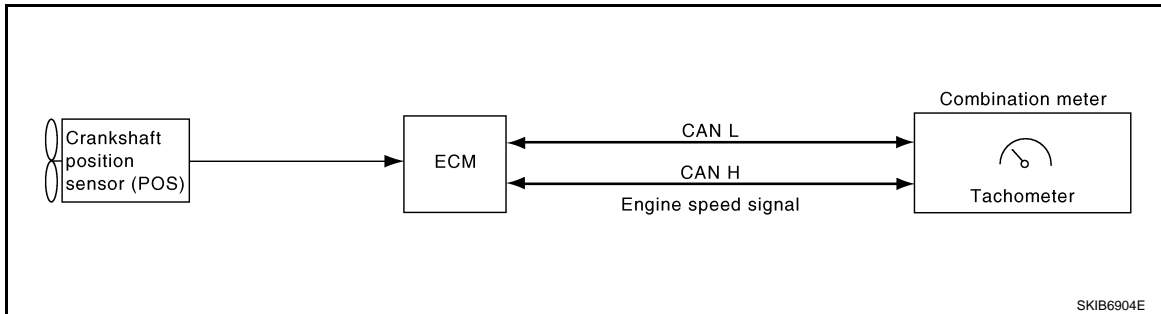 Crankshaft
position
sensor (POS)
ECM
CAN L
CAN H
Engine speed signal
Combination meter
Tachometer
SKIB6904E